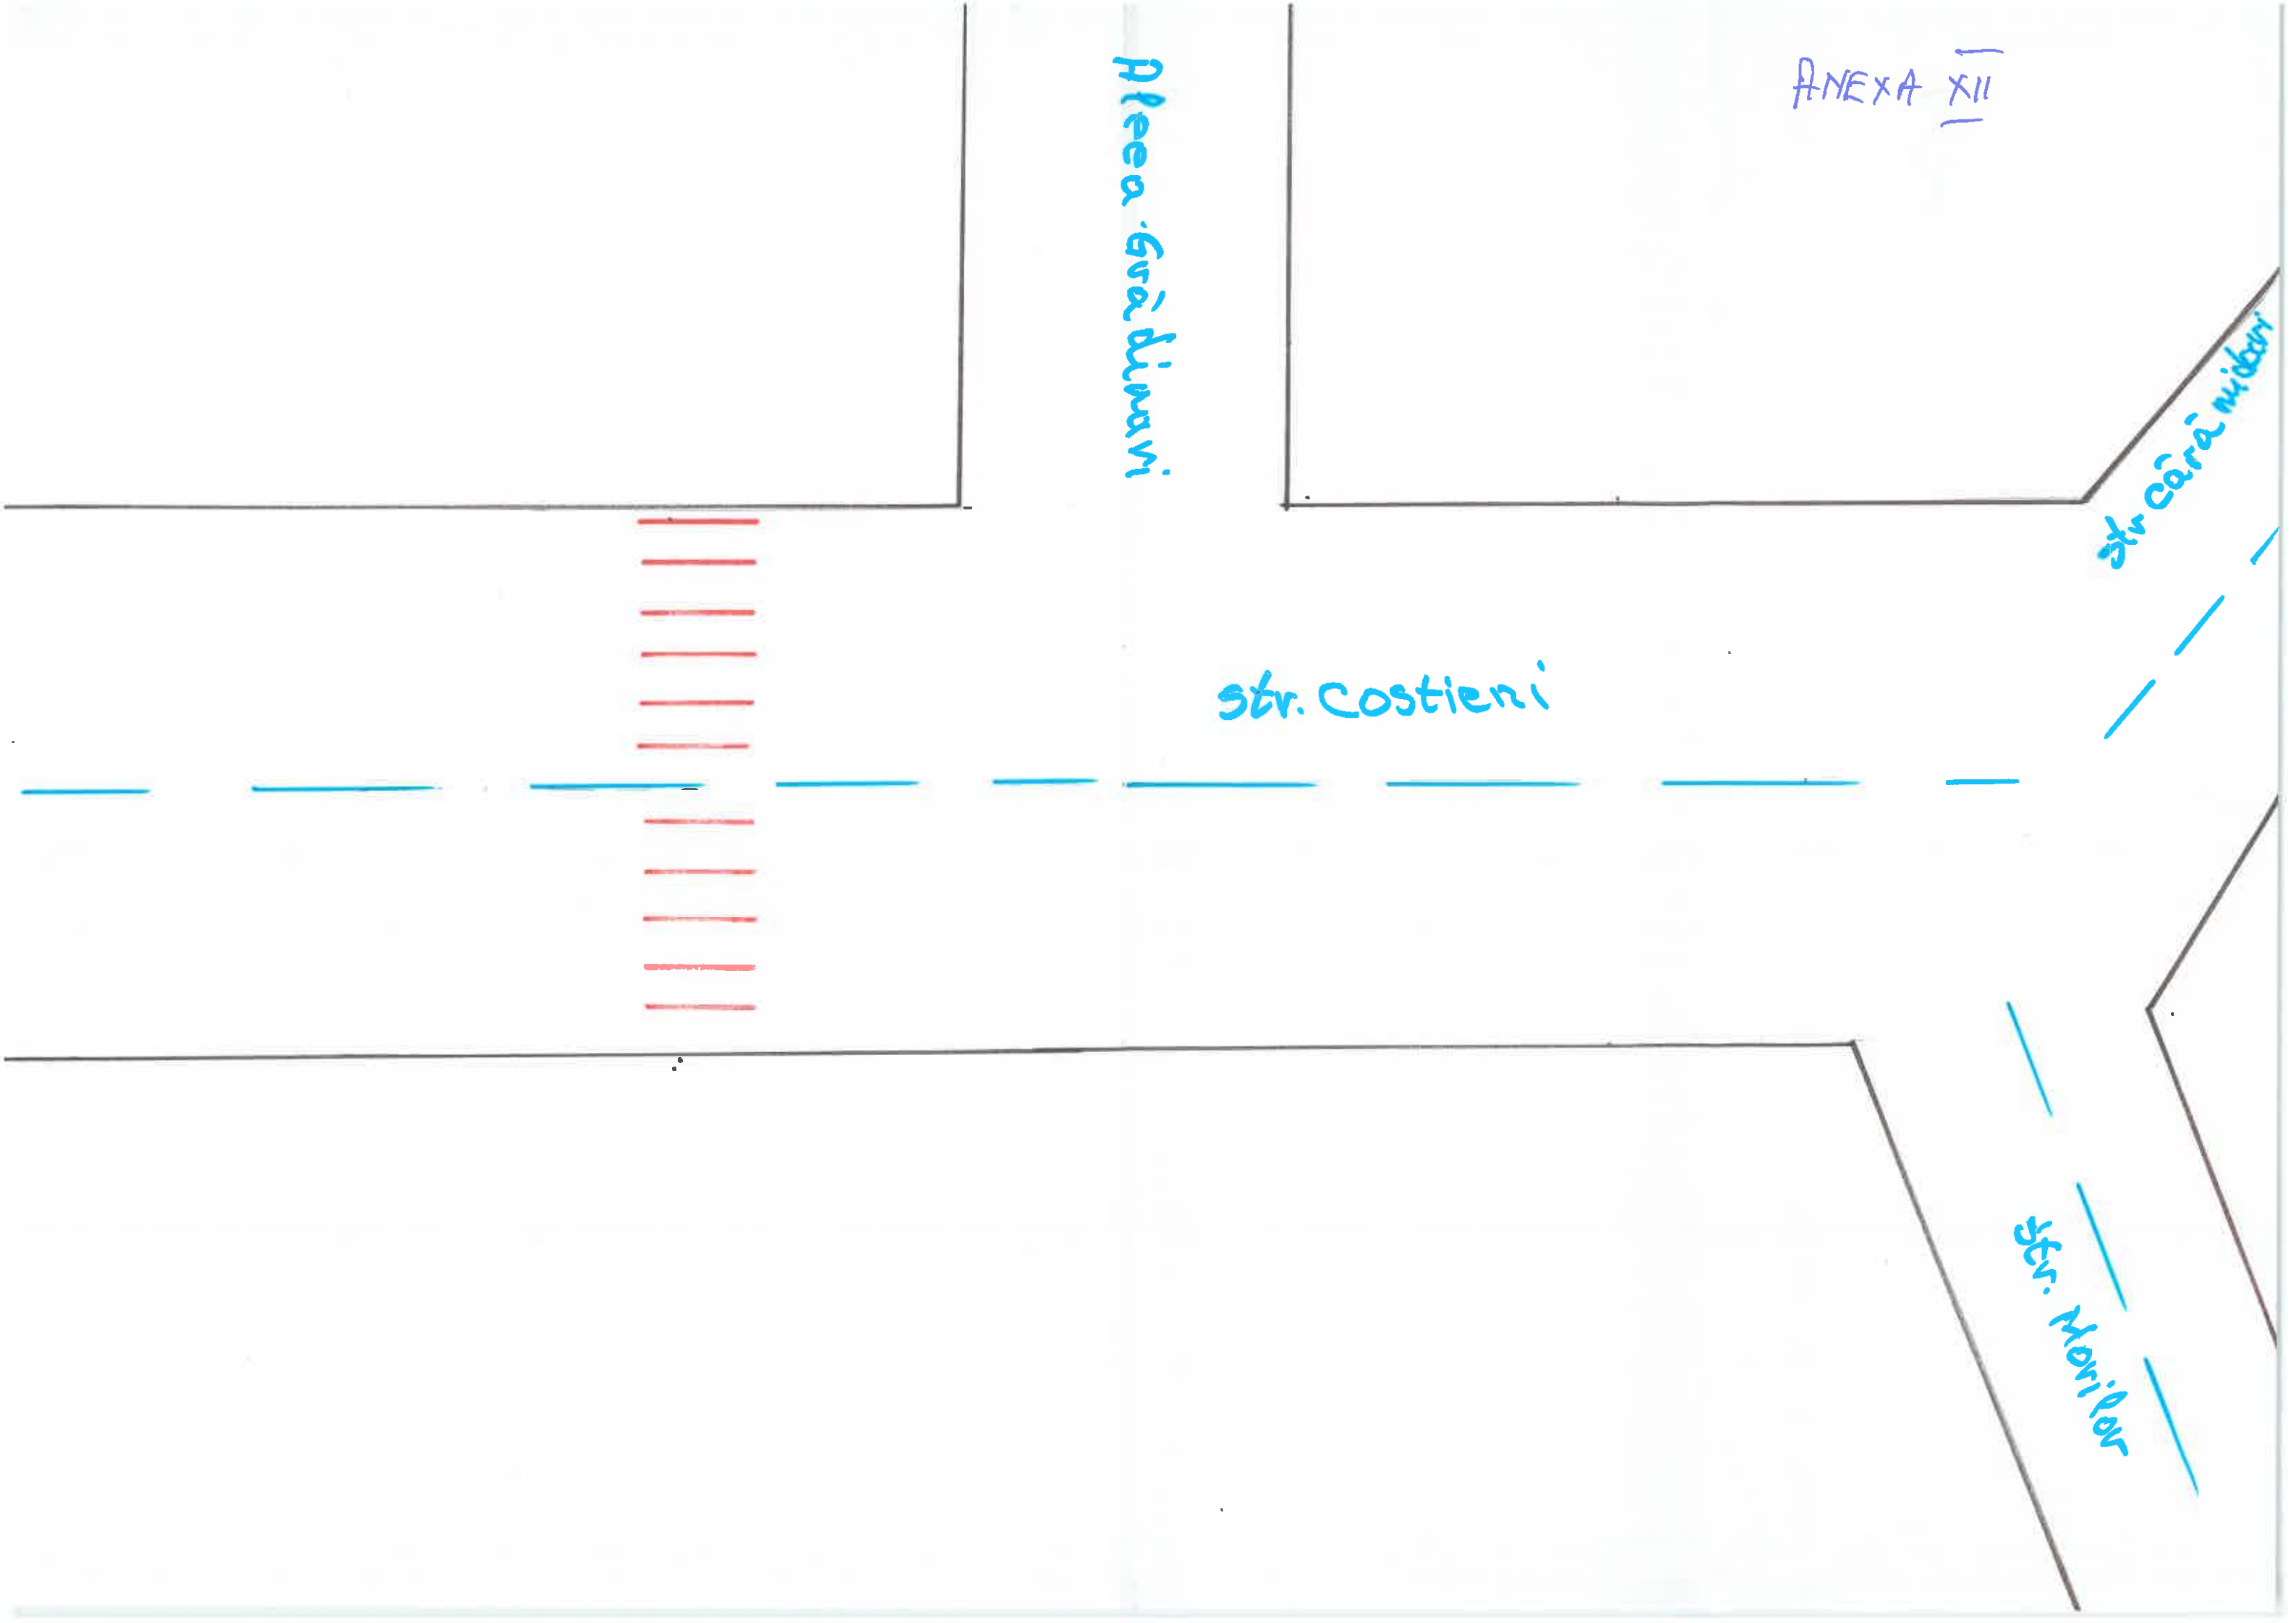 ANEXA XII
Aleea Grădinari
str cărămidari
str. Costieni
str. Morilor